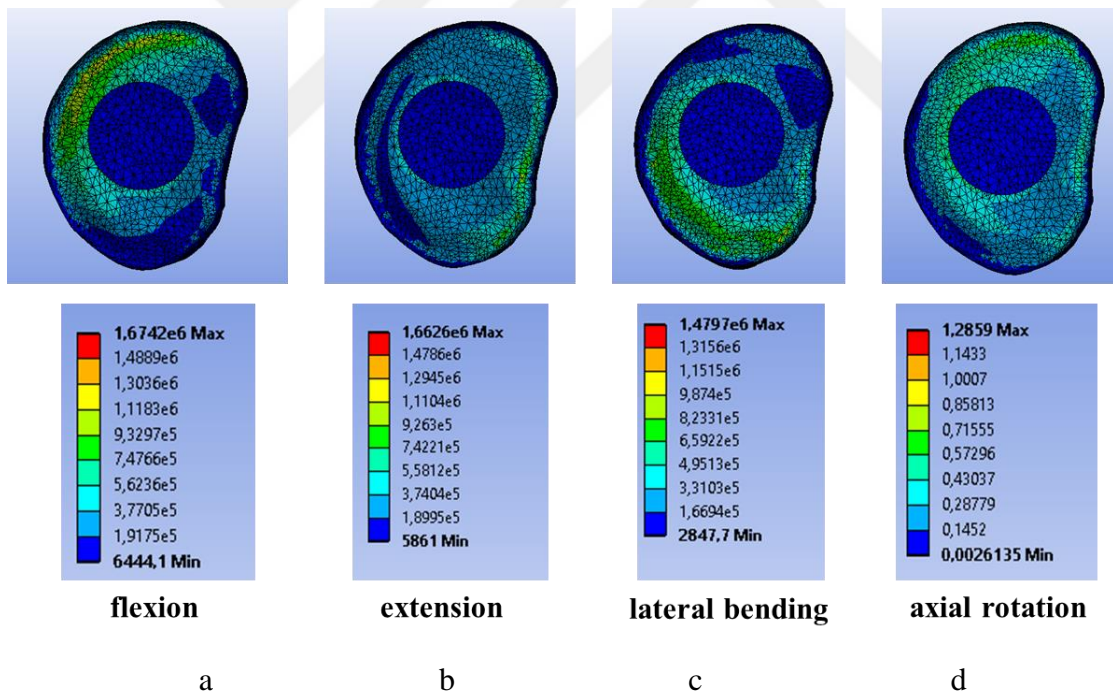 1,6742e6 Max
1,4889e6
1,3036e6
1,1183e6
9,3297e5
7,4766e5
5,6236e5
3,7705e5
1,9175e5
6444,1 Min
1,6626e6 Max
1,4786e6
1,2945e6
1,1104e6
9,263e5
7,4221e5
5,5812e5
3,7404e5
1,8995e5
5861 Min
1,4797e6 Max
1,3156e6
1,1515e6
9,874e5
8,2331e5
6,5922e5
4,9513e5
3,3103e5
1,6694e5
2847,7 Min
1,2859 Max
1,1433
1,0007
0,85813
0,71555
0,57296
0,43037
0,28779
0,1452
0,0026135 Min
flexion extension lateral bending axial rotation
a b c d